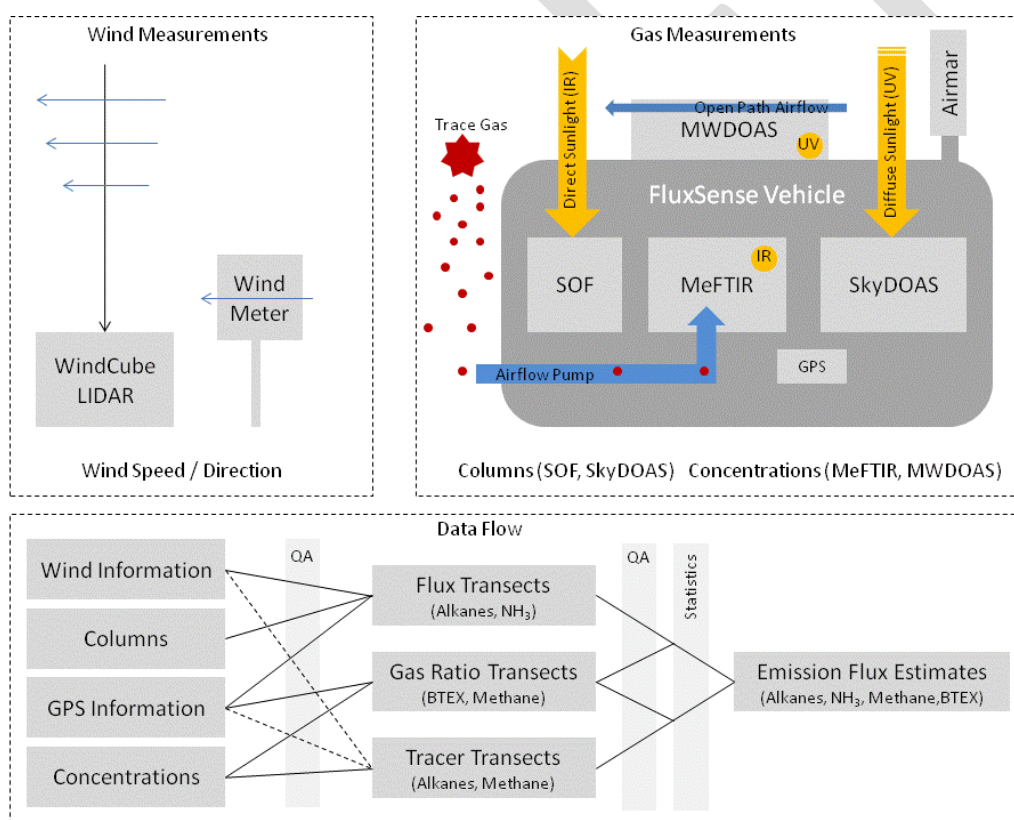 Wind Measurements
WindCube
LIDAR
Wind
Meter
Wind Speed / Direction
Gas Measurements
Trace Gas
Direct Sunlight (IR)
Open Path Airflow
MWDOAS
UV
Diffuse Sunlight (UV)
Airmar
FluxSense Vehicle
SOF
MeFTIR
IR
SkyDOAS
Airflow Pump
GPS
Columns (SOF, SkyDOAS) Concentrations (MeFTIR, MWDOAS)
Data Flow
Wind Information
Columns
GPS Information
Concentrations
QA
Flux Transects
(Alkanes, NH₃)
Gas Ratio Transects
(BTEX, Methane)
Tracer Transects
(Alkanes, Methane)
QA
Statistics
Emission Flux Estimates
(Alkanes, NH₃, Methane,BTEX)